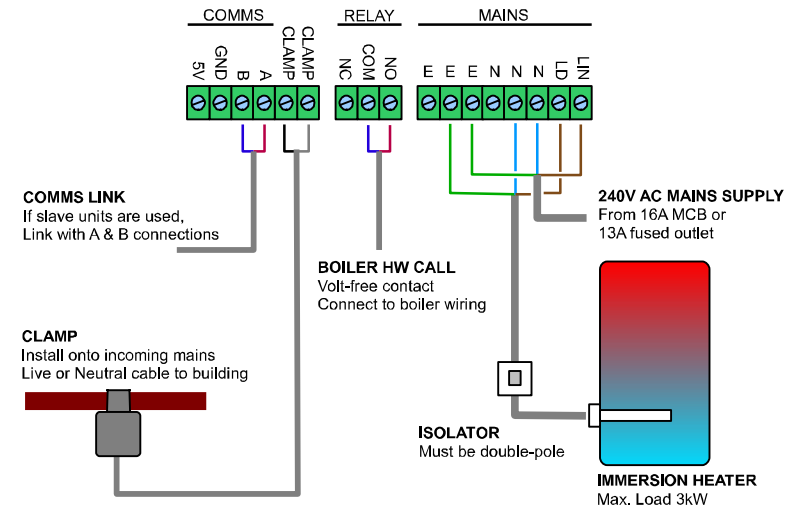 COMMS RELAY MAINS
5V GND B A CLAMP CLAMP NC COM NO E E E N N N LD LIN
COMMS LINK
If slave units are used,
Link with A & B connections
240V AC MAINS SUPPLY
From 16A MCB or
13A fused outlet
BOILER HW CALL
Volt-free contact
Connect to boiler wiring
CLAMP
Install onto incoming mains
Live or Neutral cable to building
ISOLATOR
Must be double-pole
IMMERSION HEATER
Max. Load 3kW